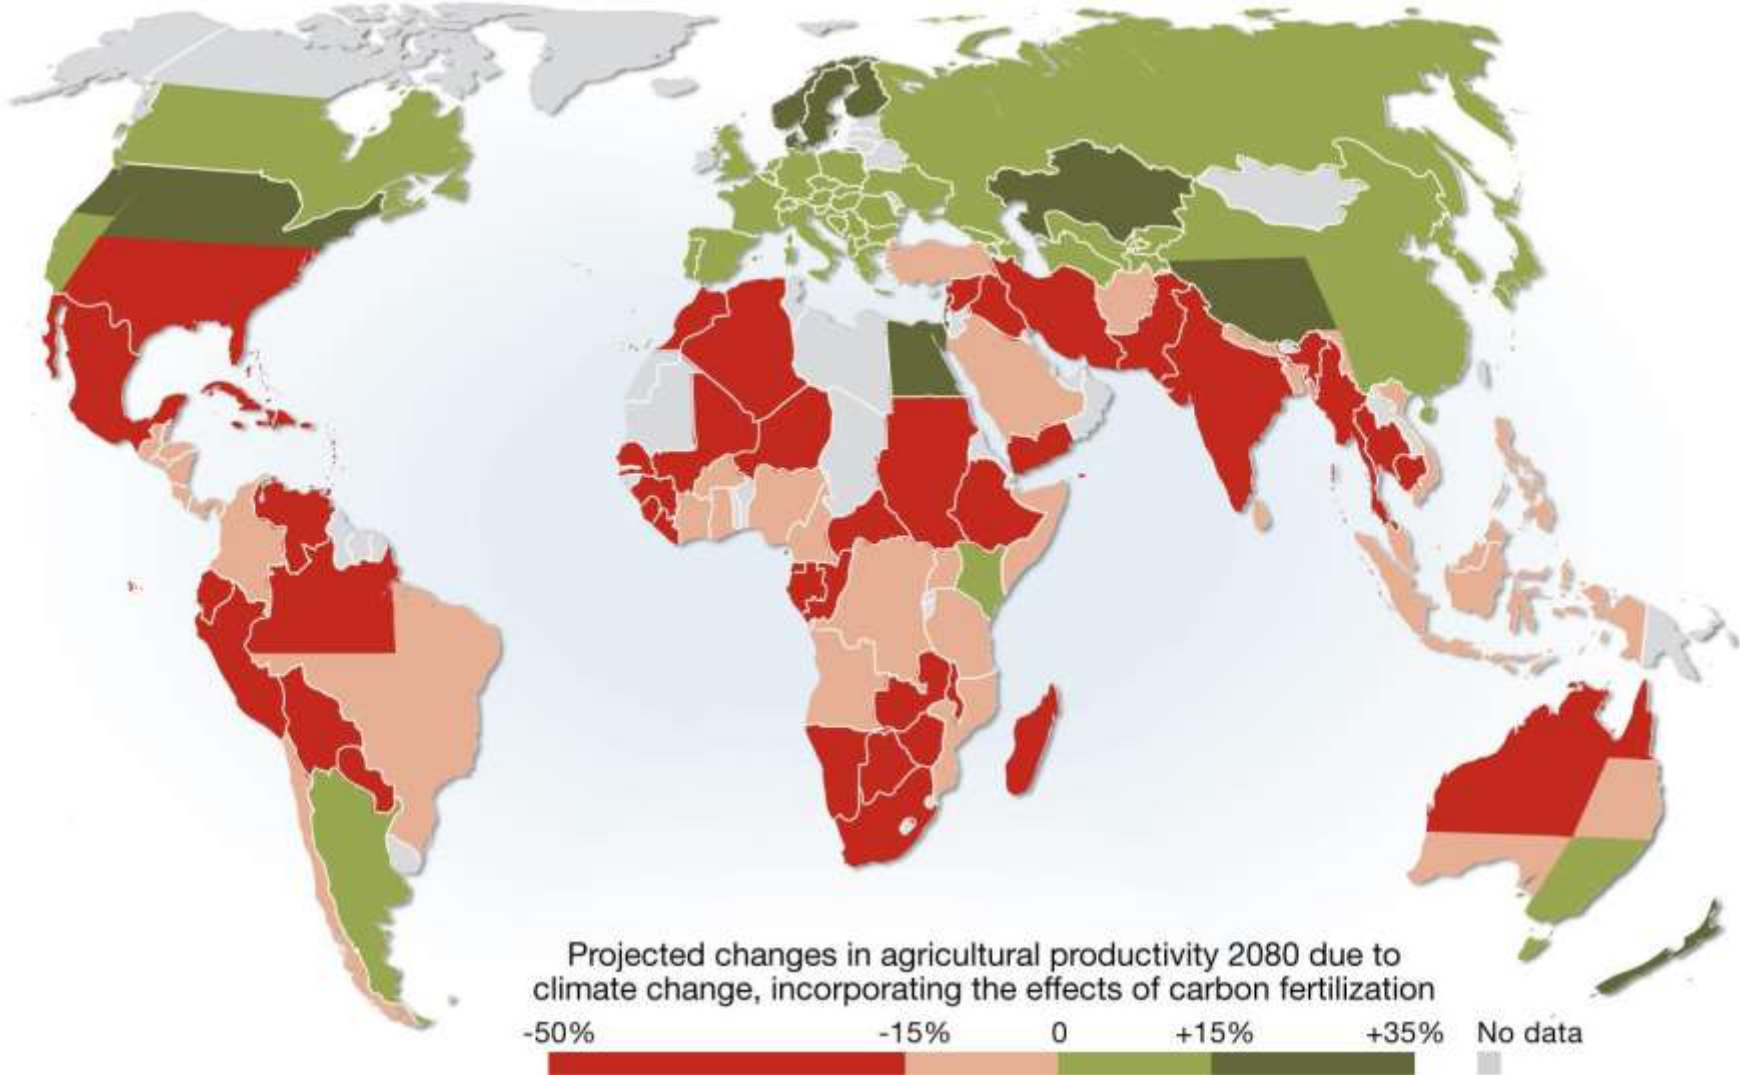 Projected changes in agricultural productivity 2080 due to
climate change, incorporating the effects of carbon fertilization
-50% -15% 0 +15% +35% No data